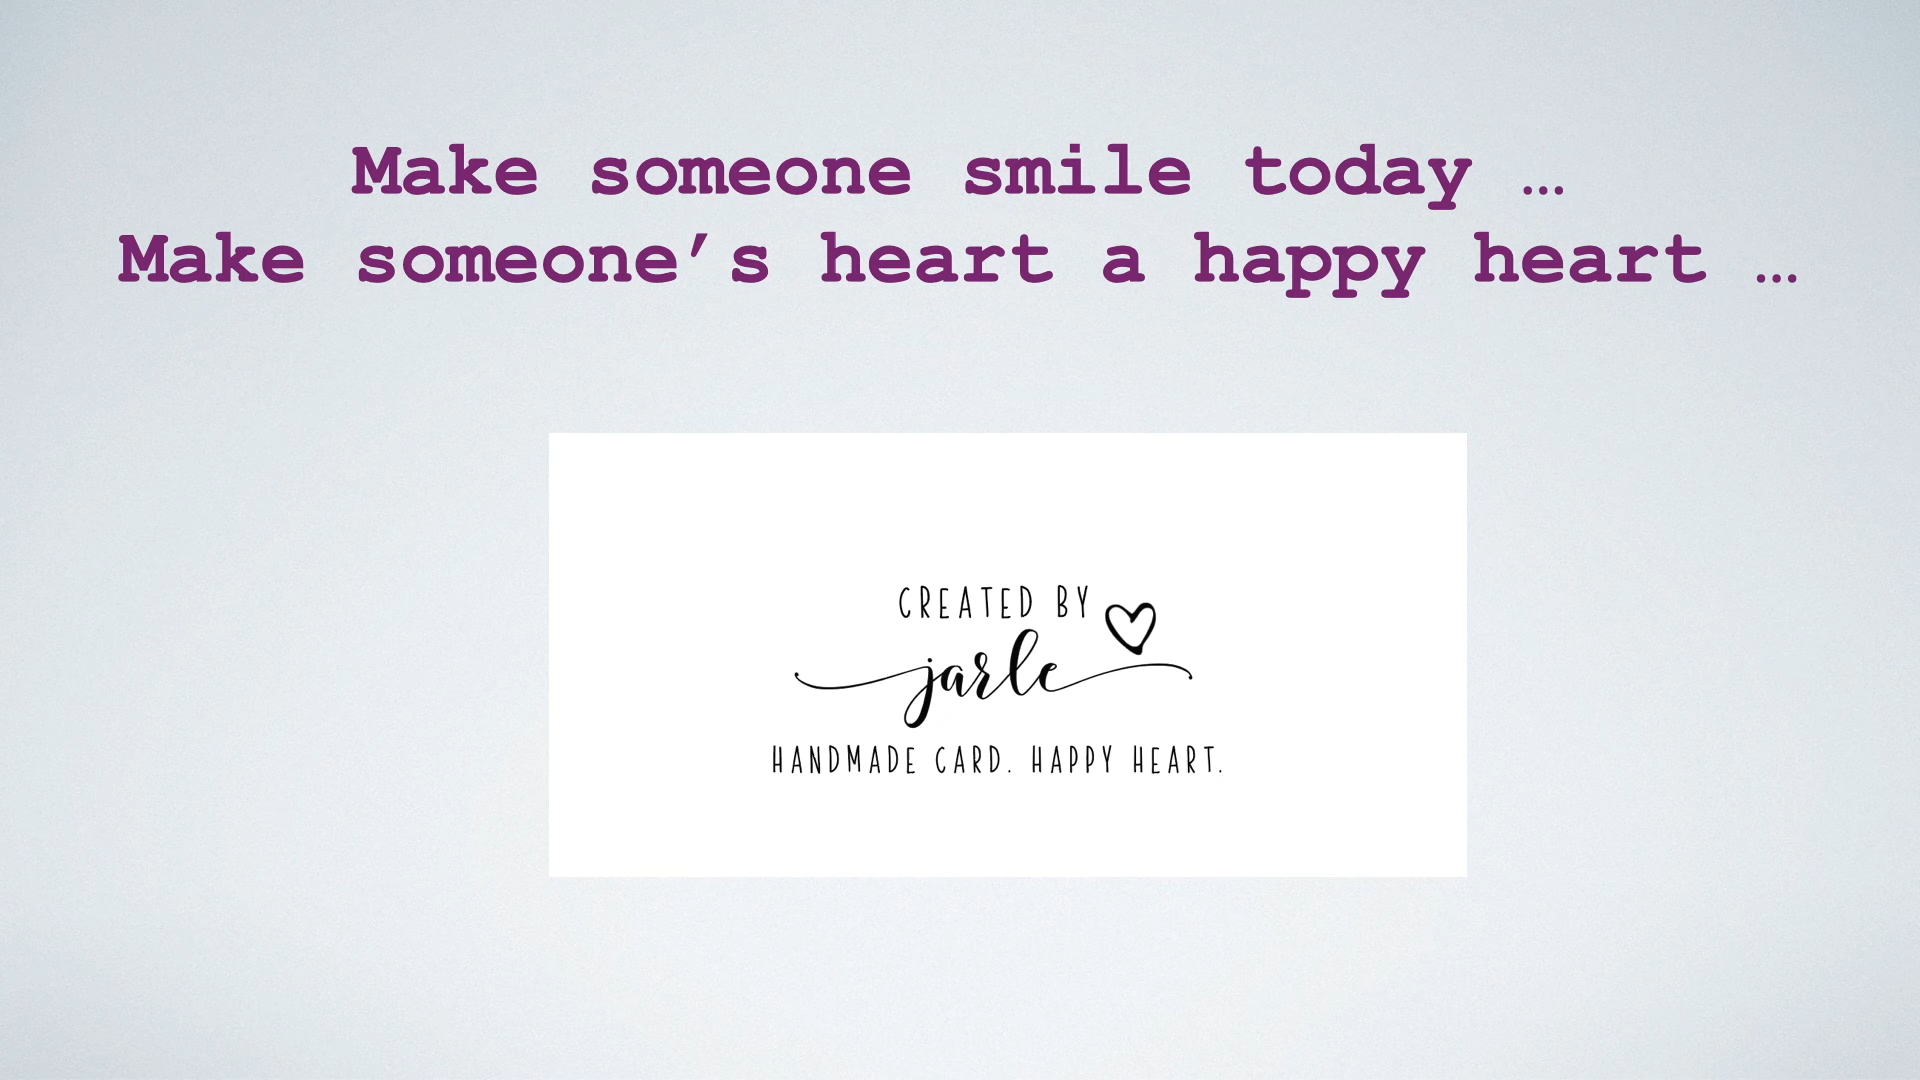 Make someone smile today …
Make someone’s heart a happy heart …
CREATED BY
jarle
HANDMADE CARD. HAPPY HEART.